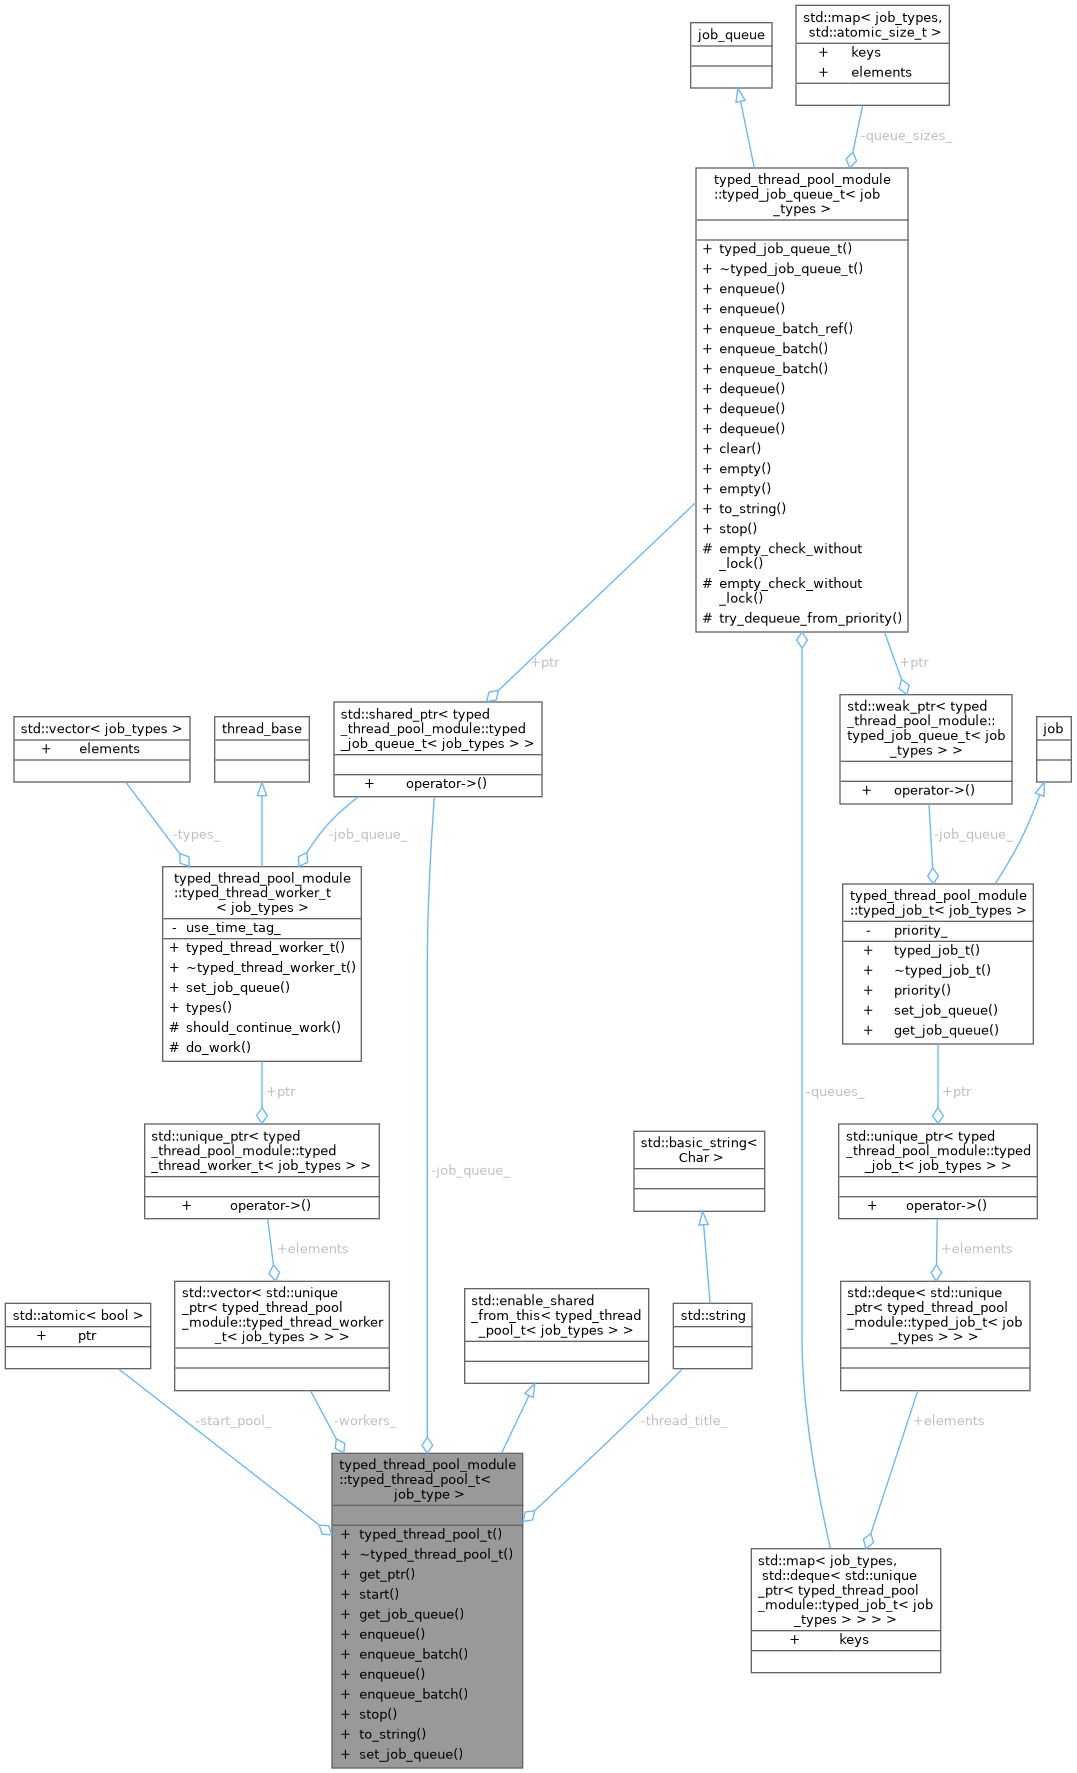 job_queue
std::map< job_types,
std::atomic_size_t >
+ keys
+ elements
-queue_sizes_
typed_thread_pool_module
::typed_job_queue_t< job
_types >
+ typed_job_queue_t()
+ ~typed_job_queue_t()
+ enqueue()
+ enqueue()
+ enqueue_batch_ref()
+ enqueue_batch()
+ enqueue_batch()
+ dequeue()
+ dequeue()
+ dequeue()
+ clear()
+ empty()
+ empty()
+ to_string()
+ stop()
# empty_check_without
_lock()
# empty_check_without
_lock()
# try_dequeue_from_priority()
+ptr
+ptr
std::shared_ptr< typed
_thread_pool_module::typed
_job_queue_t< job_types > >
+ operator->()
std::weak_ptr< typed
_thread_pool_module::
typed_job_queue_t< job
_types > >
+ operator->()
std::vector< job_types >
+ elements
thread_base
job
-types_
-job_queue_
-job_queue_
typed_thread_pool_module
::typed_thread_worker_t
< job_types >
- use_time_tag_
+ typed_thread_worker_t()
+ ~typed_thread_worker_t()
+ set_job_queue()
+ types()
# should_continue_work()
# do_work()
typed_thread_pool_module
::typed_job_t< job_types >
- priority_
+ typed_job_t()
+ ~typed_job_t()
+ priority()
+ set_job_queue()
+ get_job_queue()
+ptr
-queues_
+ptr
std::unique_ptr< typed
_thread_pool_module::typed
_thread_worker_t< job_types > >
+ operator->()
-job_queue_
std::basic_string<
Char >
std::unique_ptr< typed
_thread_pool_module::typed
_job_t< job_types > >
+ operator->()
+elements
+elements
std::atomic< bool >
+ ptr
std::vector< std::unique
_ptr< typed_thread_pool
_module::typed_thread_worker
_t< job_types > > >
std::enable_shared
_from_this< typed_thread
_pool_t< job_types > >
std::string
std::deque< std::unique
_ptr< typed_thread_pool
_module::typed_job_t< job
_types > > >
-start_pool_
-workers_
-thread_title_
+elements
typed_thread_pool_module
::typed_thread_pool_t<
job_type >
+ typed_thread_pool_t()
+ ~typed_thread_pool_t()
+ get_ptr()
+ start()
+ get_job_queue()
+ enqueue()
+ enqueue_batch()
+ enqueue()
+ enqueue_batch()
+ stop()
+ to_string()
+ set_job_queue()
std::map< job_types,
std::deque< std::unique
_ptr< typed_thread_pool
_module::typed_job_t< job
_types > > > >
+ keys